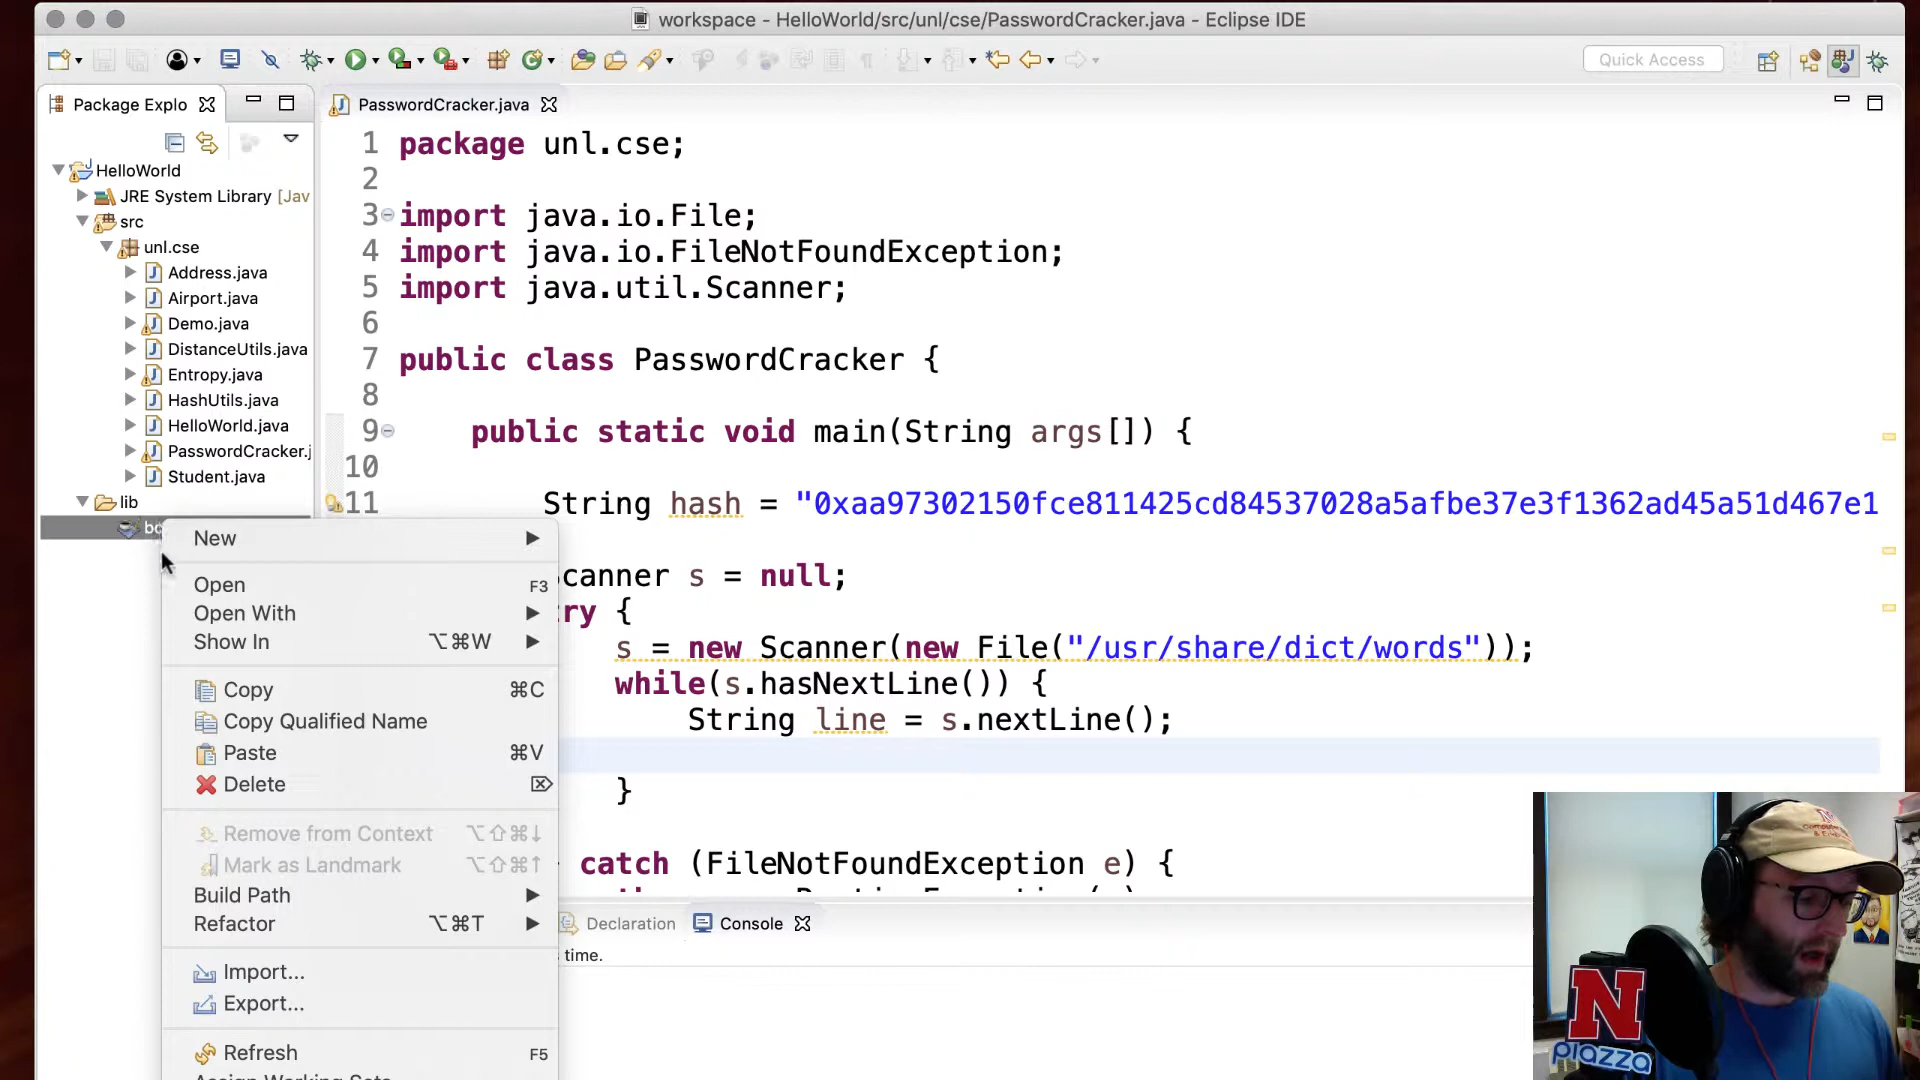 workspace - HelloWorld/src/unl/cse/PasswordCracker.java - Eclipse IDE
Quick Access
Package Explo
PasswordCracker.java
HelloWorld
JRE System Library [Jav
src
unl.cse
Address.java
Airport.java
Demo.java
DistanceUtils.java
Entropy.java
HashUtils.java
HelloWorld.java
PasswordCracker.j
Student.java
lib
1 package unl.cse;
2
3 import java.io.File;
4 import java.io.FileNotFoundException;
5 import java.util.Scanner;
6
7 public class PasswordCracker {
8
9 public static void main(String args[]) {
10
11 String hash = "0xaa97302150fce811425cd84537028a5afbe37e3f1362ad45a51d467e1
canner s = null;
ry {
s = new Scanner(new File("/usr/share/dict/words"));
while(s.hasNextLine()) {
String line = s.nextLine();
}
catch (FileNotFoundException e) {
New
Open F3
Open With
Show In ⌥⌘W
Copy ⌘C
Copy Qualified Name
Paste ⌘V
Delete ⌦
Remove from Context ⌥⇧⌘↓
Mark as Landmark ⌥⇧⌘↑
Build Path
Refactor ⌥⌘T
Import...
Export...
Refresh F5
Declaration
Console
time.
N
piazza